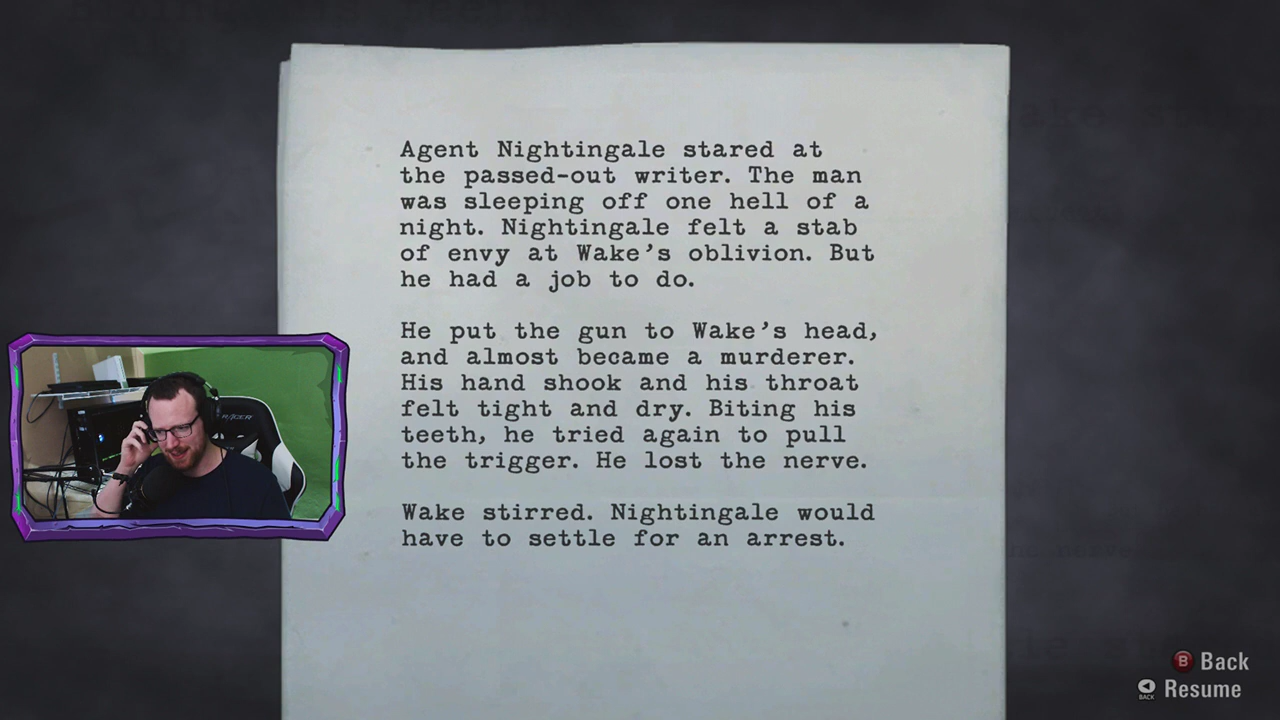 Agent Nightingale stared at
the passed-out writer. The man
was sleeping off one hell of a
night. Nightingale felt a stab
of envy at Wake's oblivion. But
he had a job to do.
He put the gun to Wake's head,
and almost became a murderer.
His hand shook and his throat
felt tight and dry. Biting his
teeth, he tried again to pull
the trigger. He lost the nerve.
Wake stirred. Nightingale would
have to settle for an arrest.
RACER
B Back
BACK Resume